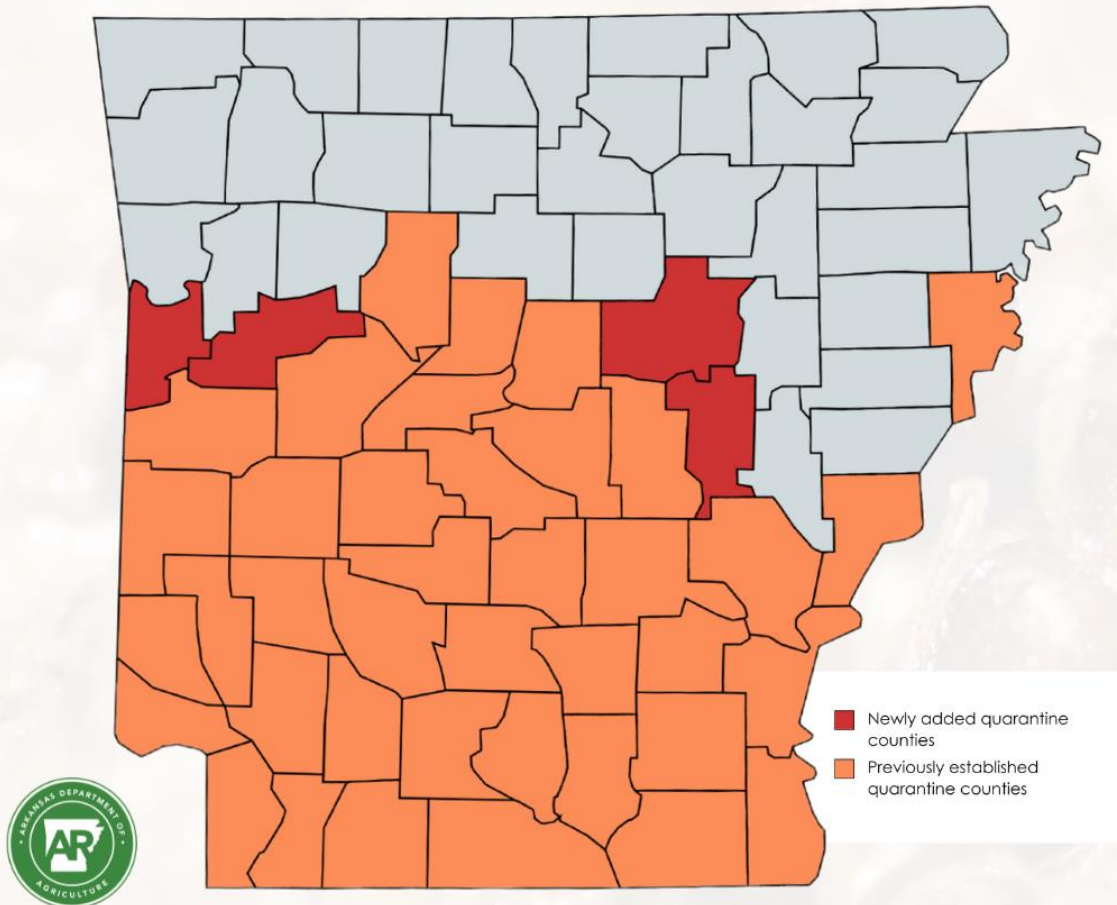 Newly added quarantine
counties
Previously established
quarantine counties
ARKANSAS DEPARTMENT OF
AR
AGRICULTURE